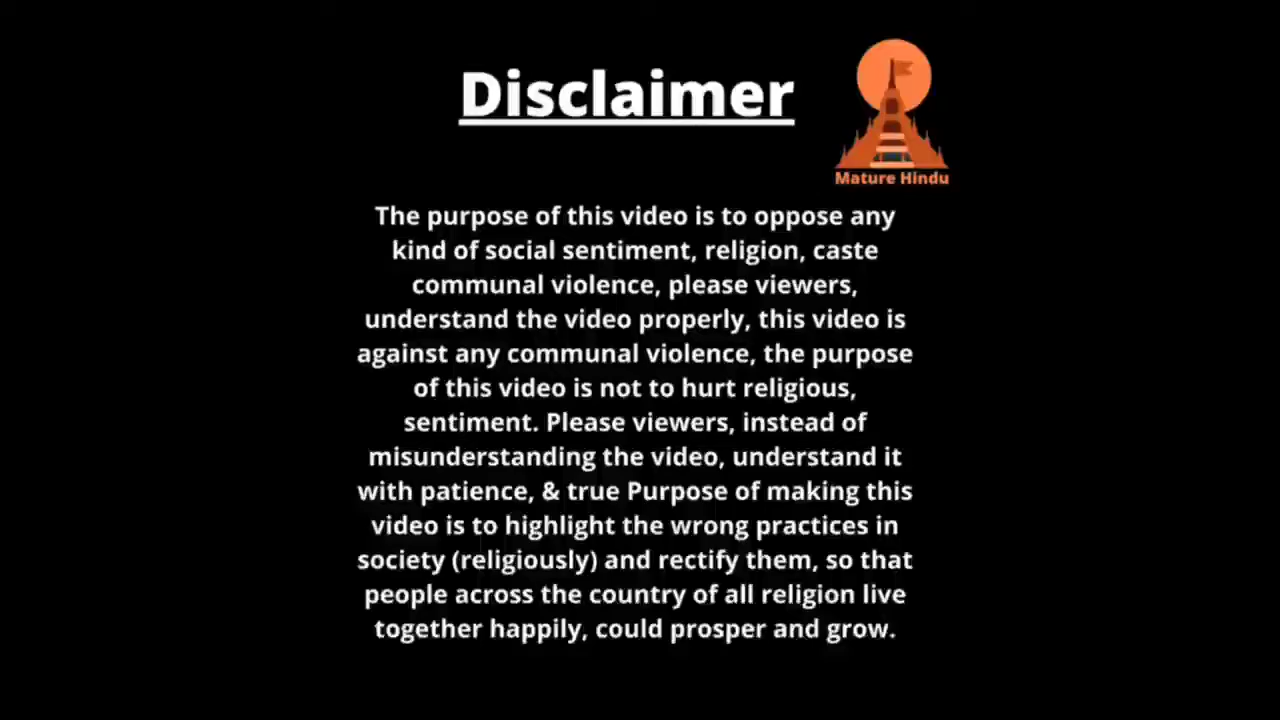 Disclaimer
Mature Hindu
The purpose of this video is to oppose any
kind of social sentiment, religion, caste
communal violence, please viewers,
understand the video properly, this video is
against any communal violence, the purpose
of this video is not to hurt religious,
sentiment. Please viewers, instead of
misunderstanding the video, understand it
with patience, & true Purpose of making this
video is to highlight the wrong practices in
society (religiously) and rectify them, so that
people across the country of all religion live
together happily, could prosper and grow.